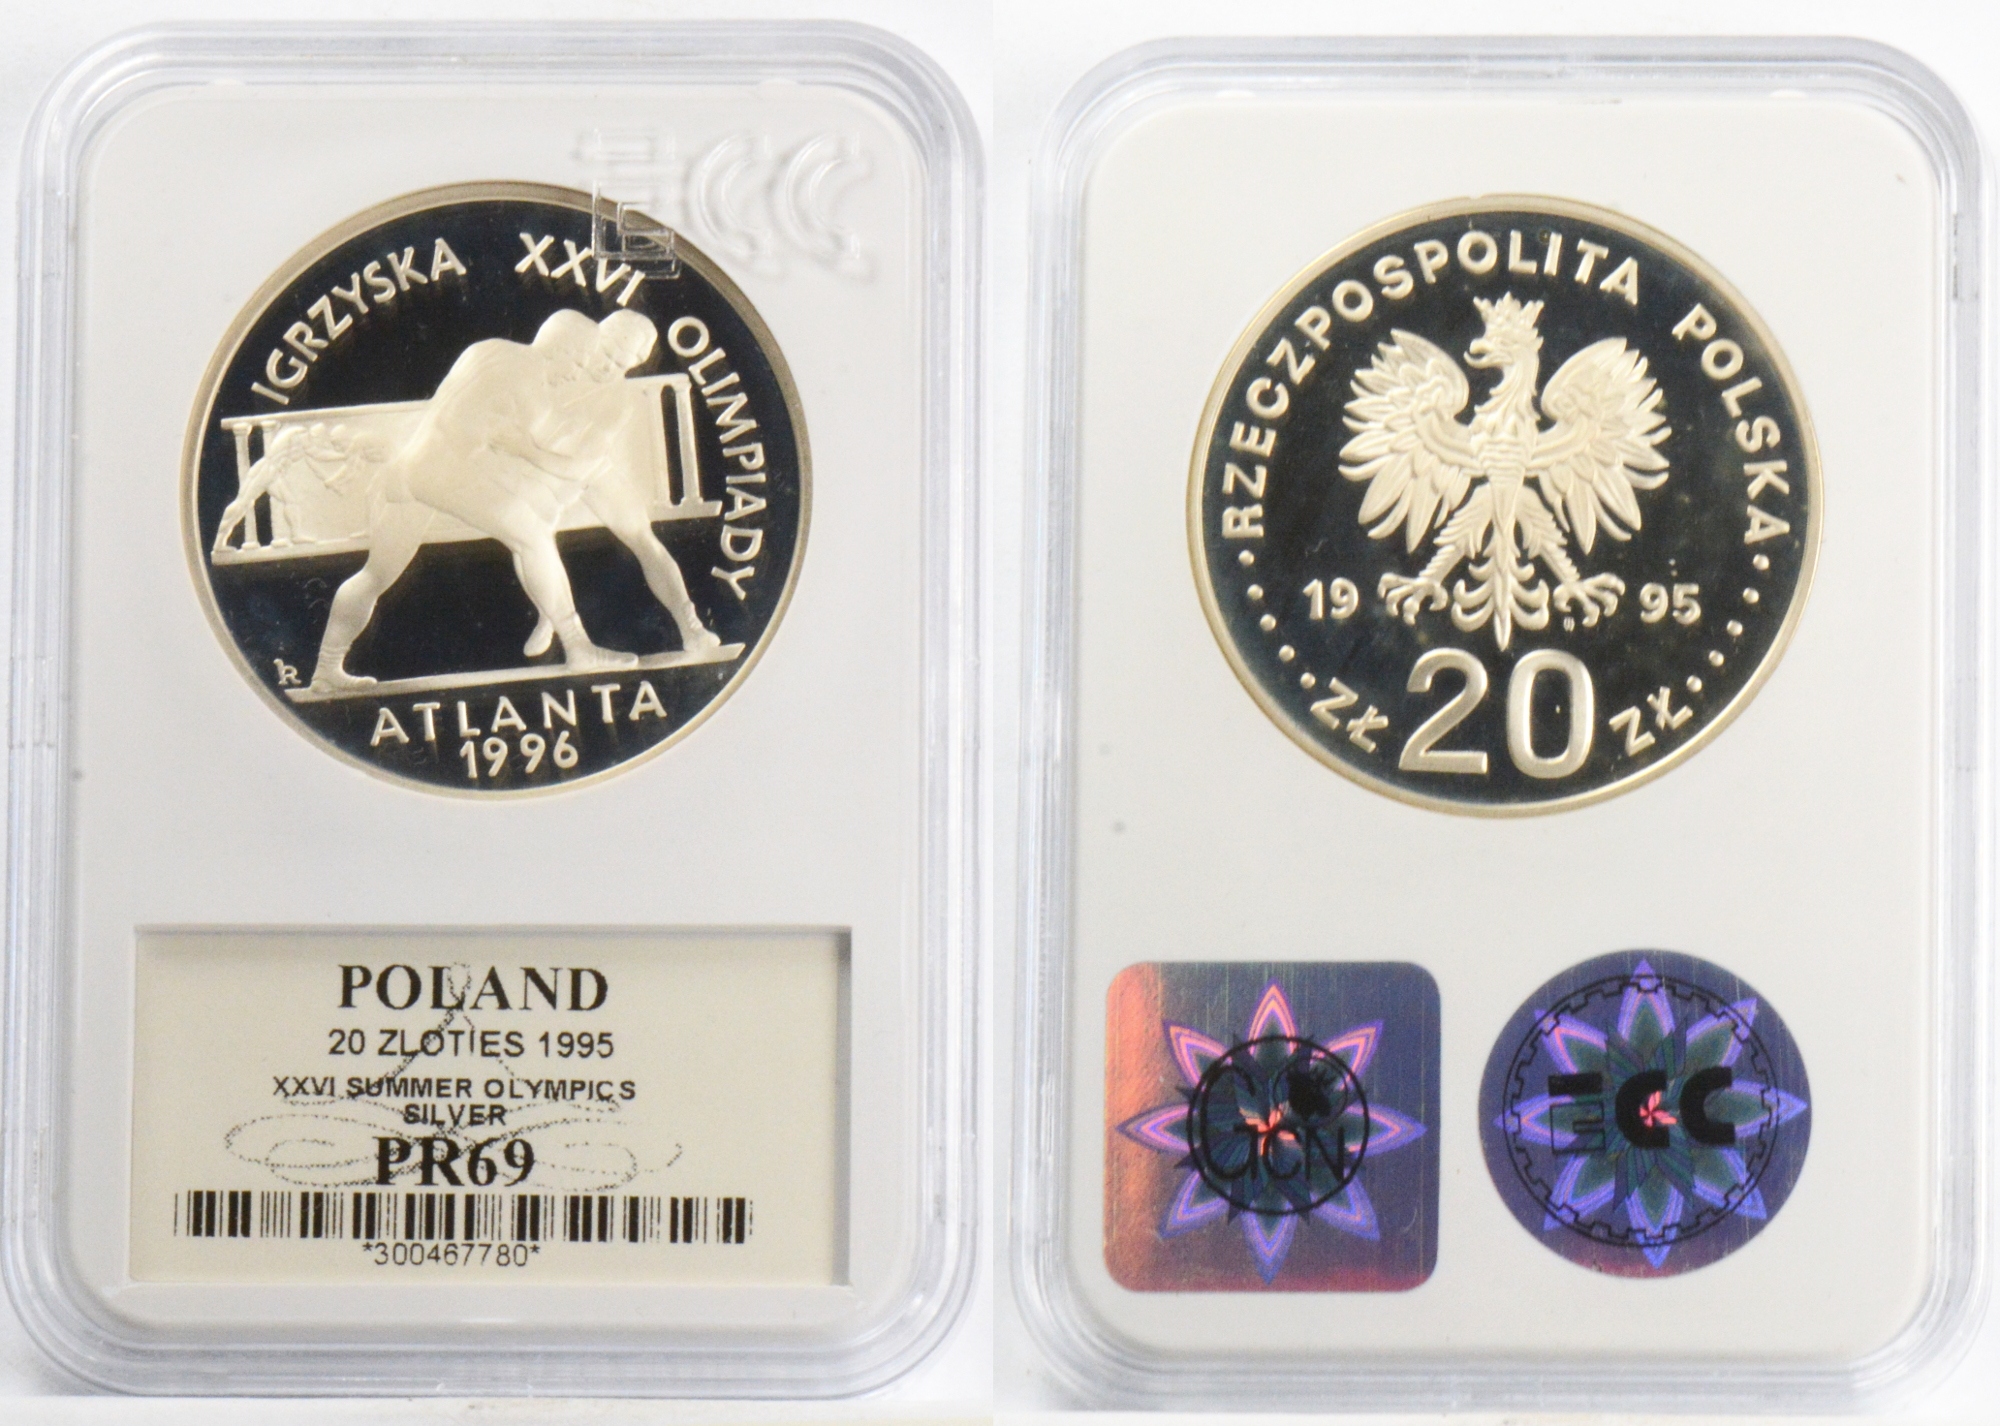 ECC
IGRZYSKA XXVI OLIMPIADY
ATLANTA
1996
POLAND
20 ZLOTIES 1995
XXVI SUMMER OLYMPICS
SILVER
PR69
*300467780*
RZECZPOSPOLITA POLSKA
19 95
ZŁ 20 ZŁ
GCN
ECC